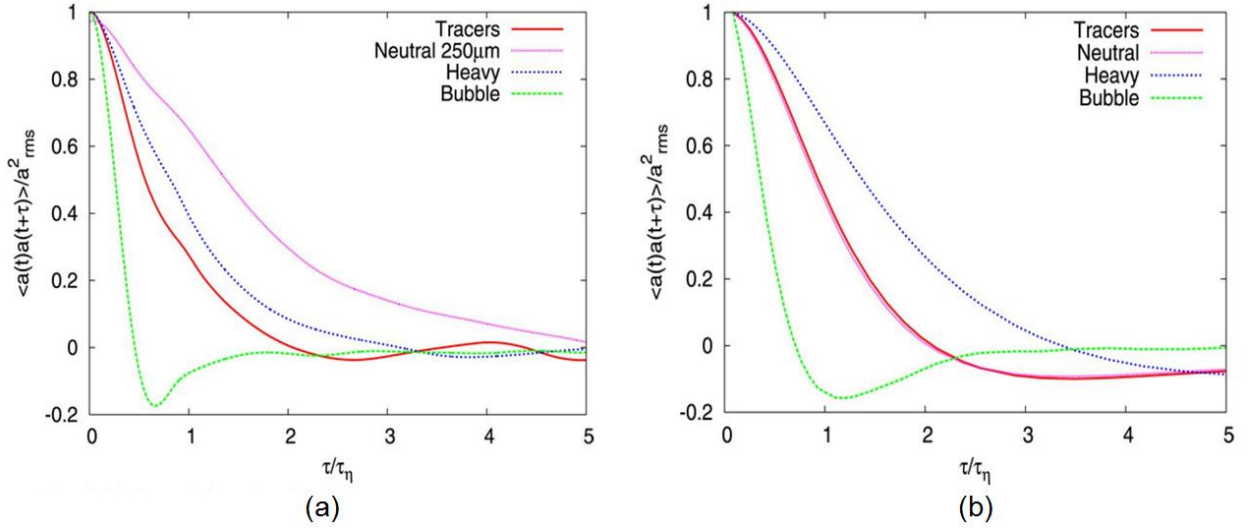 1
0.8
0.6
0.4
0.2
0
-0.2
<a(t)a(t+τ)>/a²rms
Tracers
Neutral 250μm
Heavy
Bubble
0 1 2 3 4 5
τ/τη
(a)
1
0.8
0.6
0.4
0.2
0
-0.2
<a(t)a(t+τ)>/a²rms
Tracers
Neutral
Heavy
Bubble
0 1 2 3 4 5
τ/τη
(b)